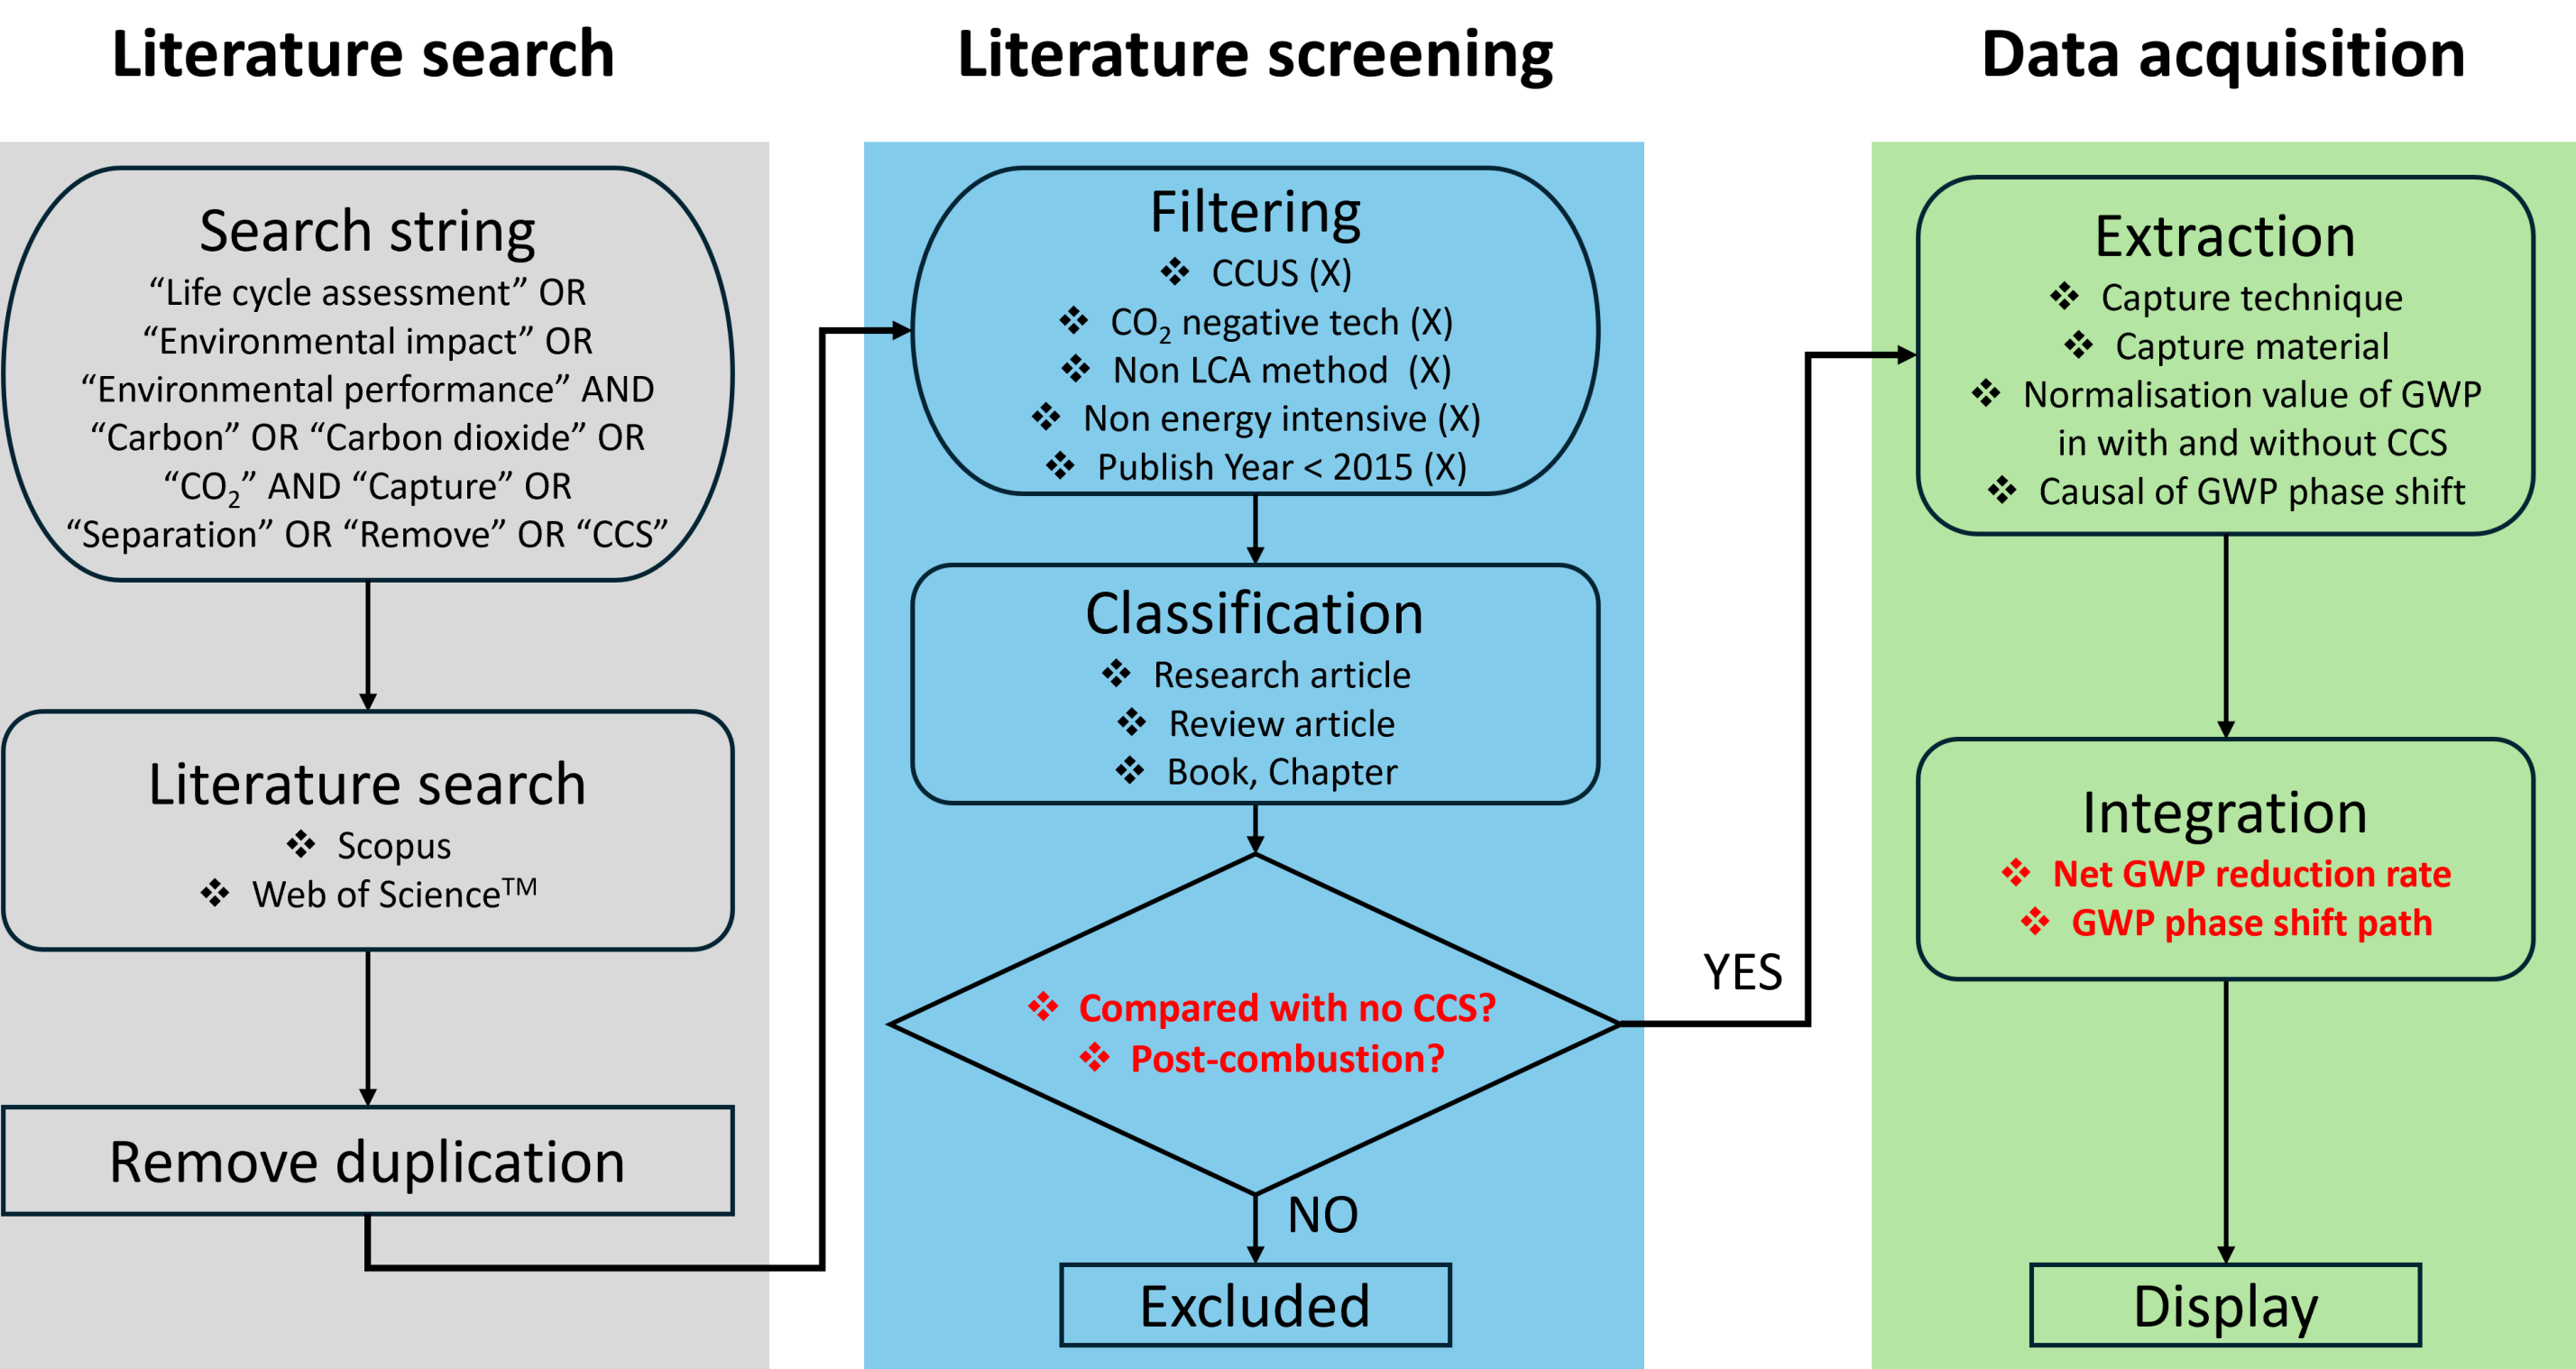 Literature search
Search string
“Life cycle assessment” OR
“Environmental impact” OR
“Environmental performance” AND
“Carbon” OR “Carbon dioxide” OR
“CO₂” AND “Capture” OR
“Separation” OR “Remove” OR “CCS”
Literature search
❖ Scopus
❖ Web of Science™
Remove duplication
Literature screening
Filtering
❖ CCUS (X)
❖ CO₂ negative tech (X)
❖ Non LCA method (X)
❖ Non energy intensive (X)
❖ Publish Year < 2015 (X)
Classification
❖ Research article
❖ Review article
❖ Book, Chapter
❖ Compared with no CCS?
❖ Post-combustion?
YES
NO
Excluded
Data acquisition
Extraction
❖ Capture technique
❖ Capture material
❖ Normalisation value of GWP
in with and without CCS
❖ Causal of GWP phase shift
Integration
❖ Net GWP reduction rate
❖ GWP phase shift path
Display